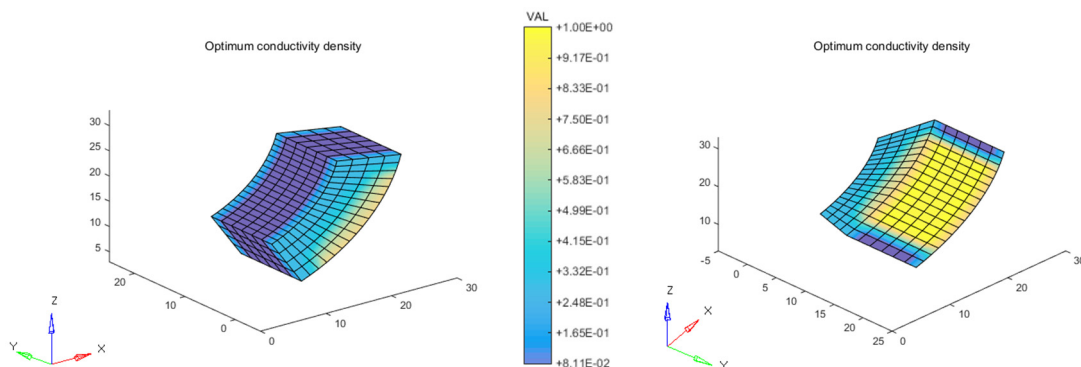 Optimum conductivity density
30
25
20
15
10
5
20
10
0
0
10
20
30
Z
Y
X
VAL
+1.00E+00
+9.17E-01
+8.33E-01
+7.50E-01
+6.66E-01
+5.83E-01
+4.99E-01
+4.15E-01
+3.32E-01
+2.48E-01
+1.65E-01
+8.11E-02
Optimum conductivity density
30
20
10
-5
0
5
10
15
20
25
0
10
20
30
Z
X
Y